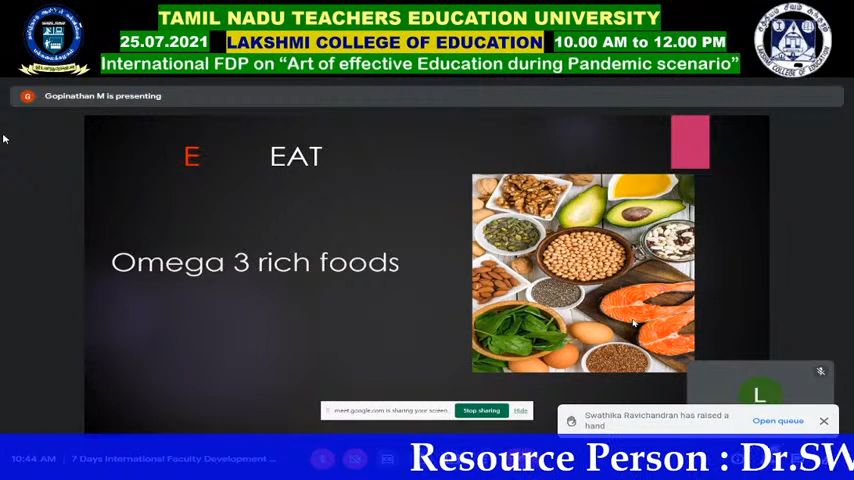 TAMIL NADU TEACHERS EDUCATION UNIVERSITY
25.07.2021 LAKSHMI COLLEGE OF EDUCATION 10.00 AM to 12.00 PM
International FDP on “Art of effective Education during Pandemic scenario”
G Gopinathan M is presenting
E EAT
Omega 3 rich foods
L
meet.google.com is sharing your screen.
Stop sharing
Hide
Swathika Ravichandran has raised a
hand
Open queue
10:44 AM | 7 Days International Faculty Development ...
Resource Person : Dr.SW